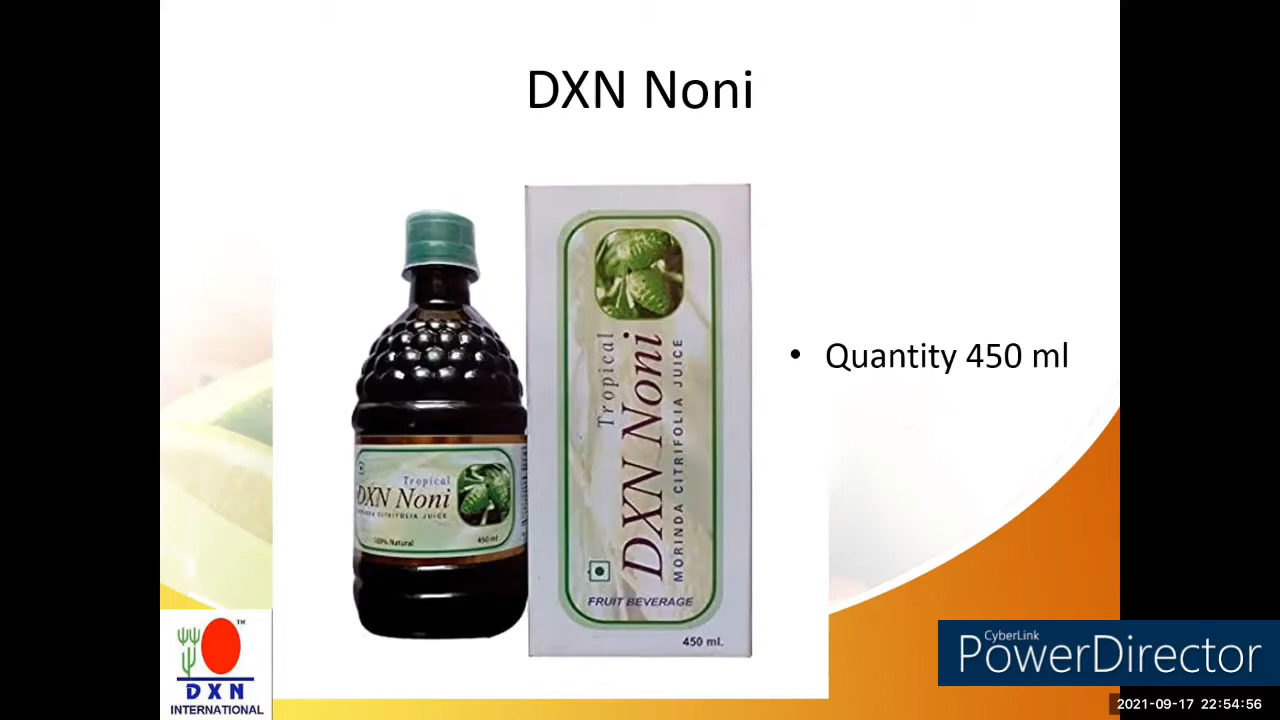 DXN Noni
Tropical
DXN Noni
MORINDA CITRIFOLIA JUICE
FRUIT BEVERAGE
450 ml.
Tropical
DXN Noni
CITRIFOLIA JUICE
100% Natural
450 ml
• Quantity 450 ml
TM
DXN
INTERNATIONAL
CyberLink
PowerDirector
2021-09-17 22:54:56